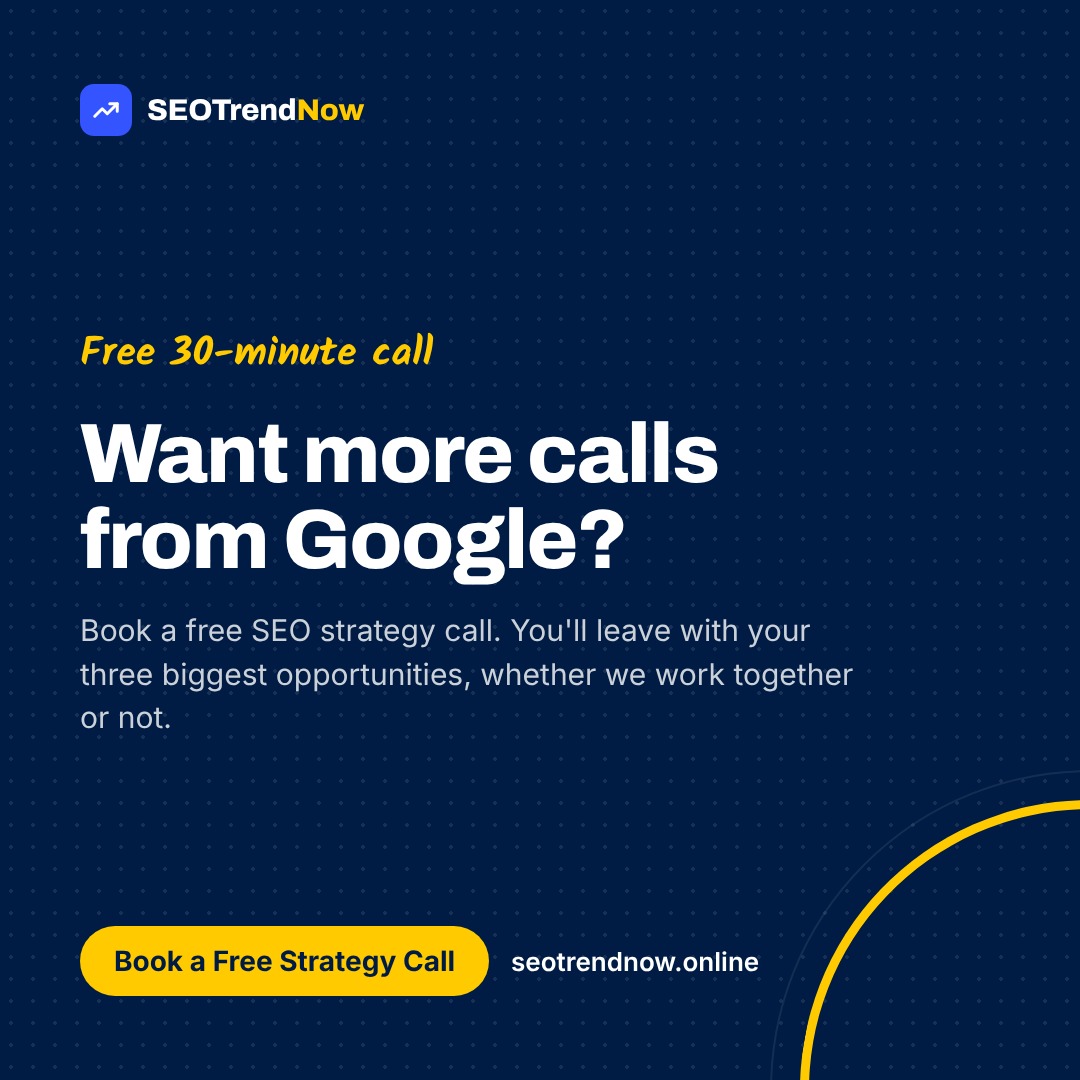 SEOTrendNow
Free 30-minute call
Want more calls
from Google?
Book a free SEO strategy call. You'll leave with your
three biggest opportunities, whether we work together
or not.
Book a Free Strategy Call
seotrendnow.online